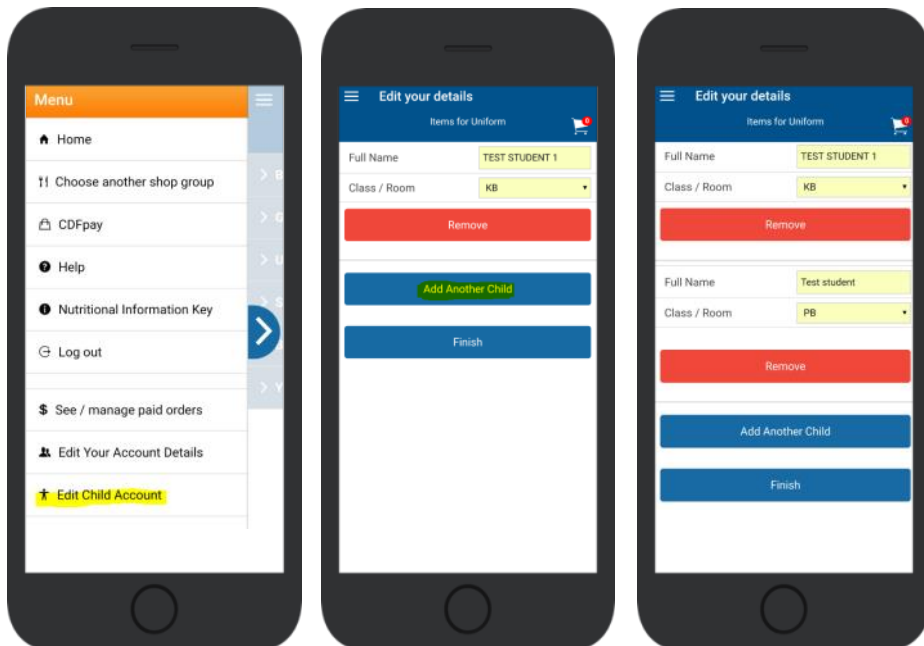 Menu
Home
Choose another shop group
CDFpay
Help
Nutritional Information Key
Log out
$ See / manage paid orders
Edit Your Account Details
Edit Child Account
B
U
S
Y
Edit your details
Items for Uniform
0
Full Name TEST STUDENT 1
Class / Room KB
Remove
Add Another Child
Finish
Edit your details
Items for Uniform
0
Full Name TEST STUDENT 1
Class / Room KB
Remove
Full Name Test student
Class / Room PB
Remove
Add Another Child
Finish